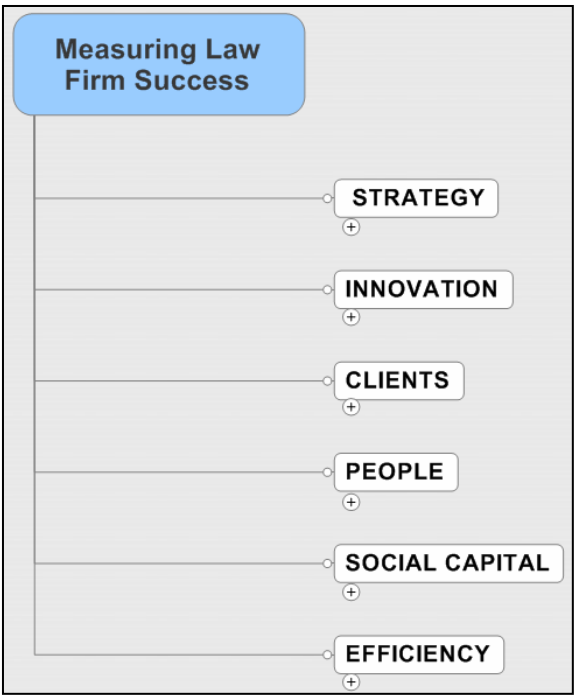 Measuring Law
Firm Success
STRATEGY
INNOVATION
CLIENTS
PEOPLE
SOCIAL CAPITAL
EFFICIENCY